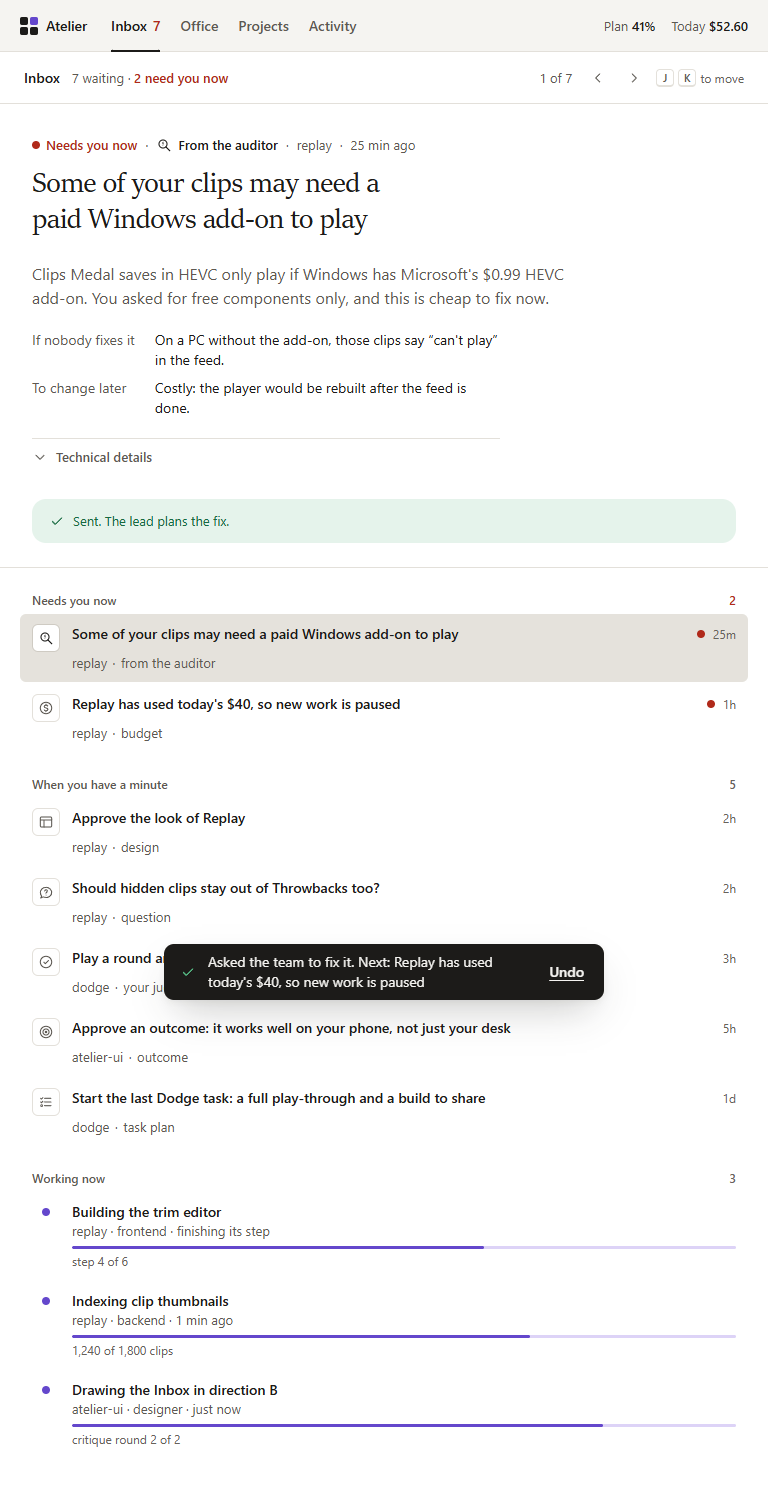 Atelier Inbox 7 Office Projects Activity Plan 41% Today $52.60
Inbox 7 waiting · 2 need you now 1 of 7 J K to move
Needs you now · From the auditor · replay · 25 min ago
Some of your clips may need a
paid Windows add-on to play
Clips Medal saves in HEVC only play if Windows has Microsoft's $0.99 HEVC
add-on. You asked for free components only, and this is cheap to fix now.
If nobody fixes it On a PC without the add-on, those clips say “can't play”
in the feed.
To change later Costly: the player would be rebuilt after the feed is
done.
Technical details
Sent. The lead plans the fix.
Needs you now 2
Some of your clips may need a paid Windows add-on to play 25m
replay · from the auditor
Replay has used today's $40, so new work is paused 1h
replay · budget
When you have a minute 5
Approve the look of Replay 2h
replay · design
Should hidden clips stay out of Throwbacks too? 2h
replay · question
Play a round 3h
dodge · your
Asked the team to fix it. Next: Replay has used
today's $40, so new work is paused
Undo
Approve an outcome: it works well on your phone, not just your desk 5h
atelier-ui · outcome
Start the last Dodge task: a full play-through and a build to share 1d
dodge · task plan
Working now 3
Building the trim editor
replay · frontend · finishing its step
step 4 of 6
Indexing clip thumbnails
replay · backend · 1 min ago
1,240 of 1,800 clips
Drawing the Inbox in direction B
atelier-ui · designer · just now
critique round 2 of 2